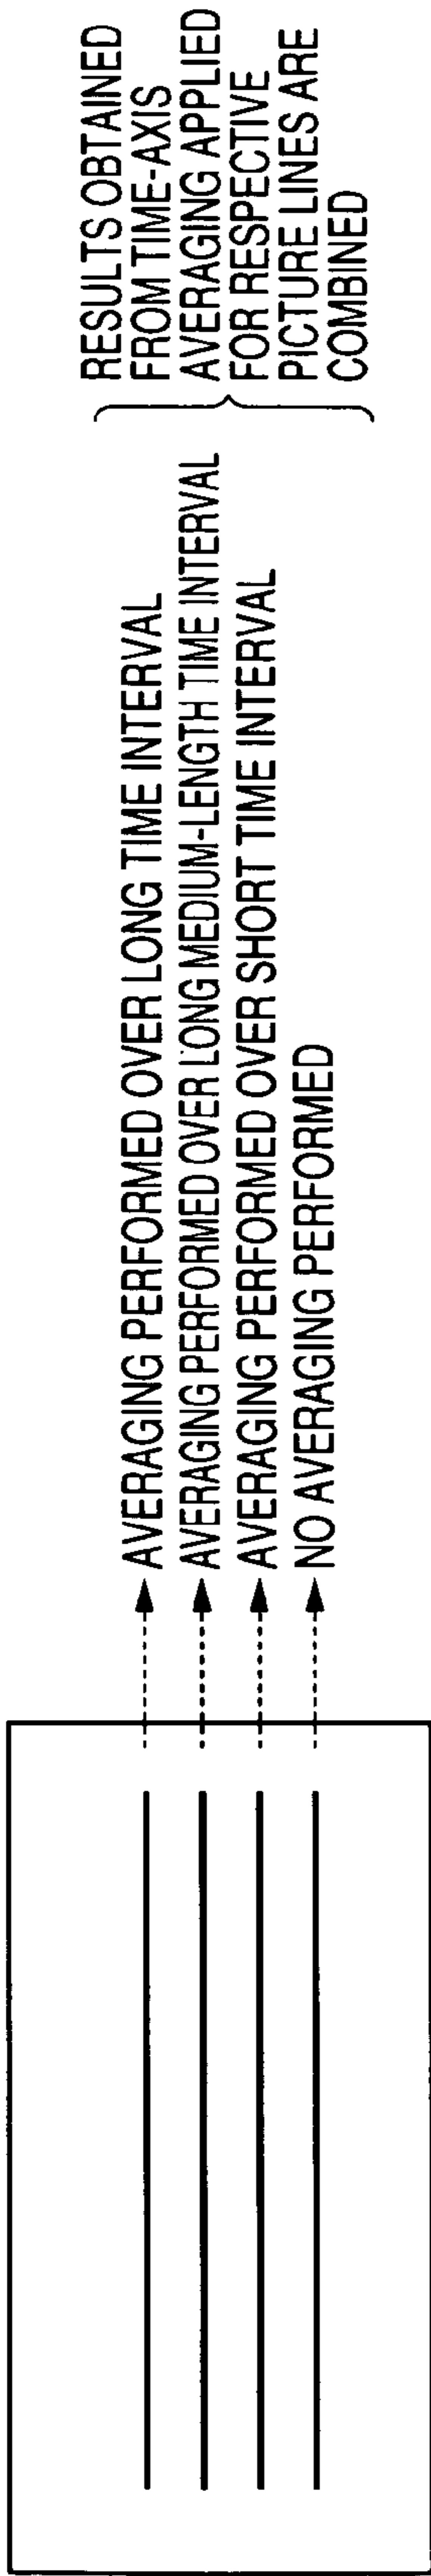 AVERAGING PERFORMED OVER LONG TIME INTERVAL
AVERAGING PERFORMED OVER LONG MEDIUM-LENGTH TIME INTERVAL
AVERAGING PERFORMED OVER SHORT TIME INTERVAL
NO AVERAGING PERFORMED
RESULTS OBTAINED
FROM TIME-AXIS
AVERAGING APPLIED
FOR RESPECTIVE
PICTURE LINES ARE
COMBINED